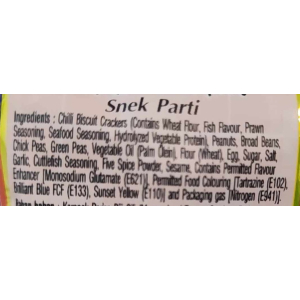 Snek Parti
Ingredients : Chilli Biscuit Crackers (Contains Wheat Flour, Fish Flavour, Prawn
Seasoning, Seafood Seasoning, Hydrolyzed Vegetable Protein), Peanuts, Broad Beans,
Chick Peas, Green Peas, Vegetable Oil (Palm Olein), Flour (Wheat), Egg, Sugar, Salt,
Garlic, Cuttlefish Seasoning, Five Spice Powder, Sesame, Contains Permitted Flavour
Enhancer [Monosodium Glutamate (E621)], Permitted Food Colouring [Tartrazine (E102),
Brilliant Blue FCF (E133), Sunset Yellow (E110)] and Packaging gas [Nitrogen (E941)].